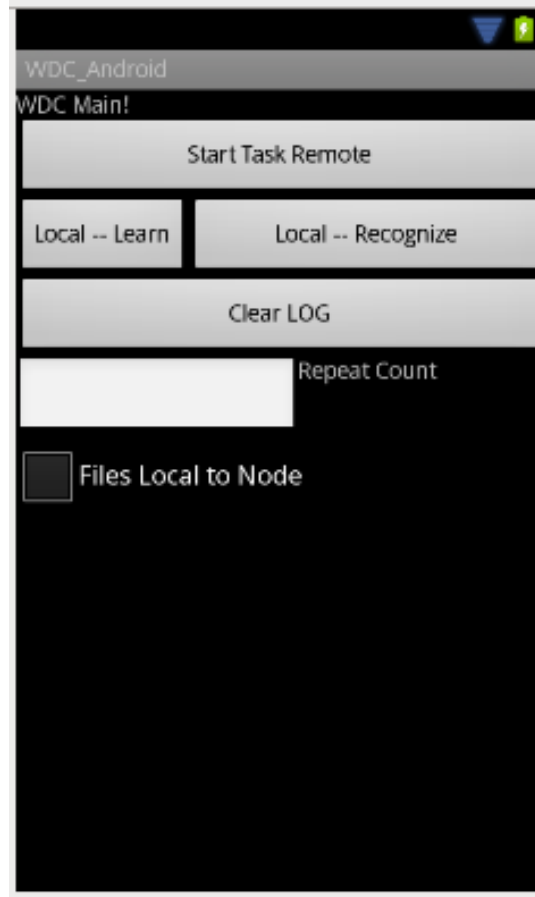 WDC_Android
WDC Main!
Start Task Remote
Local -- Learn
Local -- Recognize
Clear LOG
Repeat Count
Files Local to Node